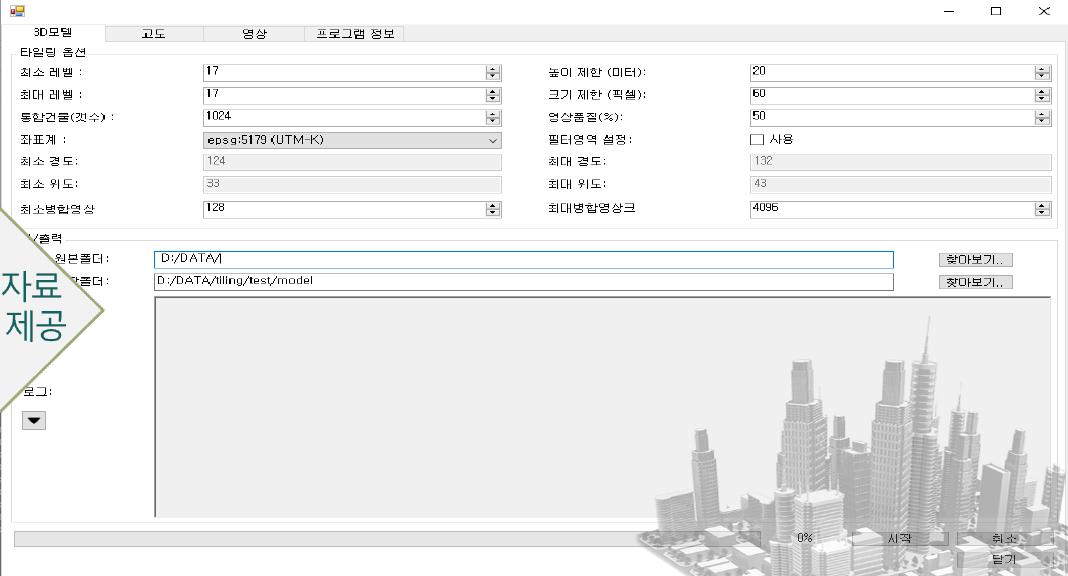 3D모델 고도 영상 프로그램 정보
타일링 옵션
최소 레벨 : 17 높이 제한 (미터): 20
최대 레벨 : 17 크기 제한 (픽셀): 60
통합건물(갯수) : 1024 영상품질(%): 50
좌표계 : epsg:5179 (UTM-K) 필터영역 설정: 사용
최소 경도: 124 최대 경도: 132
최소 위도: 33 최대 위도: 43
최소병합영상 128 최대병합영상크 4096
/출력
원본폴더: D:/DATA/ 찾아보기..
폴더: D:/DATA/tiling/test/model 찾아보기..
자료
제공
로그:
0% 시작 취소
닫기